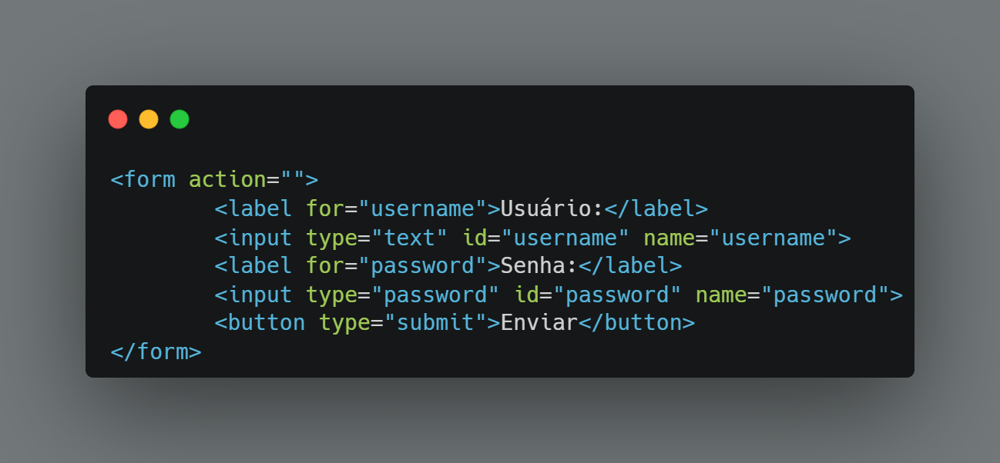 <form action="">
        <label for="username">Usuário:</label>
        <input type="text" id="username" name="username">
        <label for="password">Senha:</label>
        <input type="password" id="password" name="password">
        <button type="submit">Enviar</button>
</form>